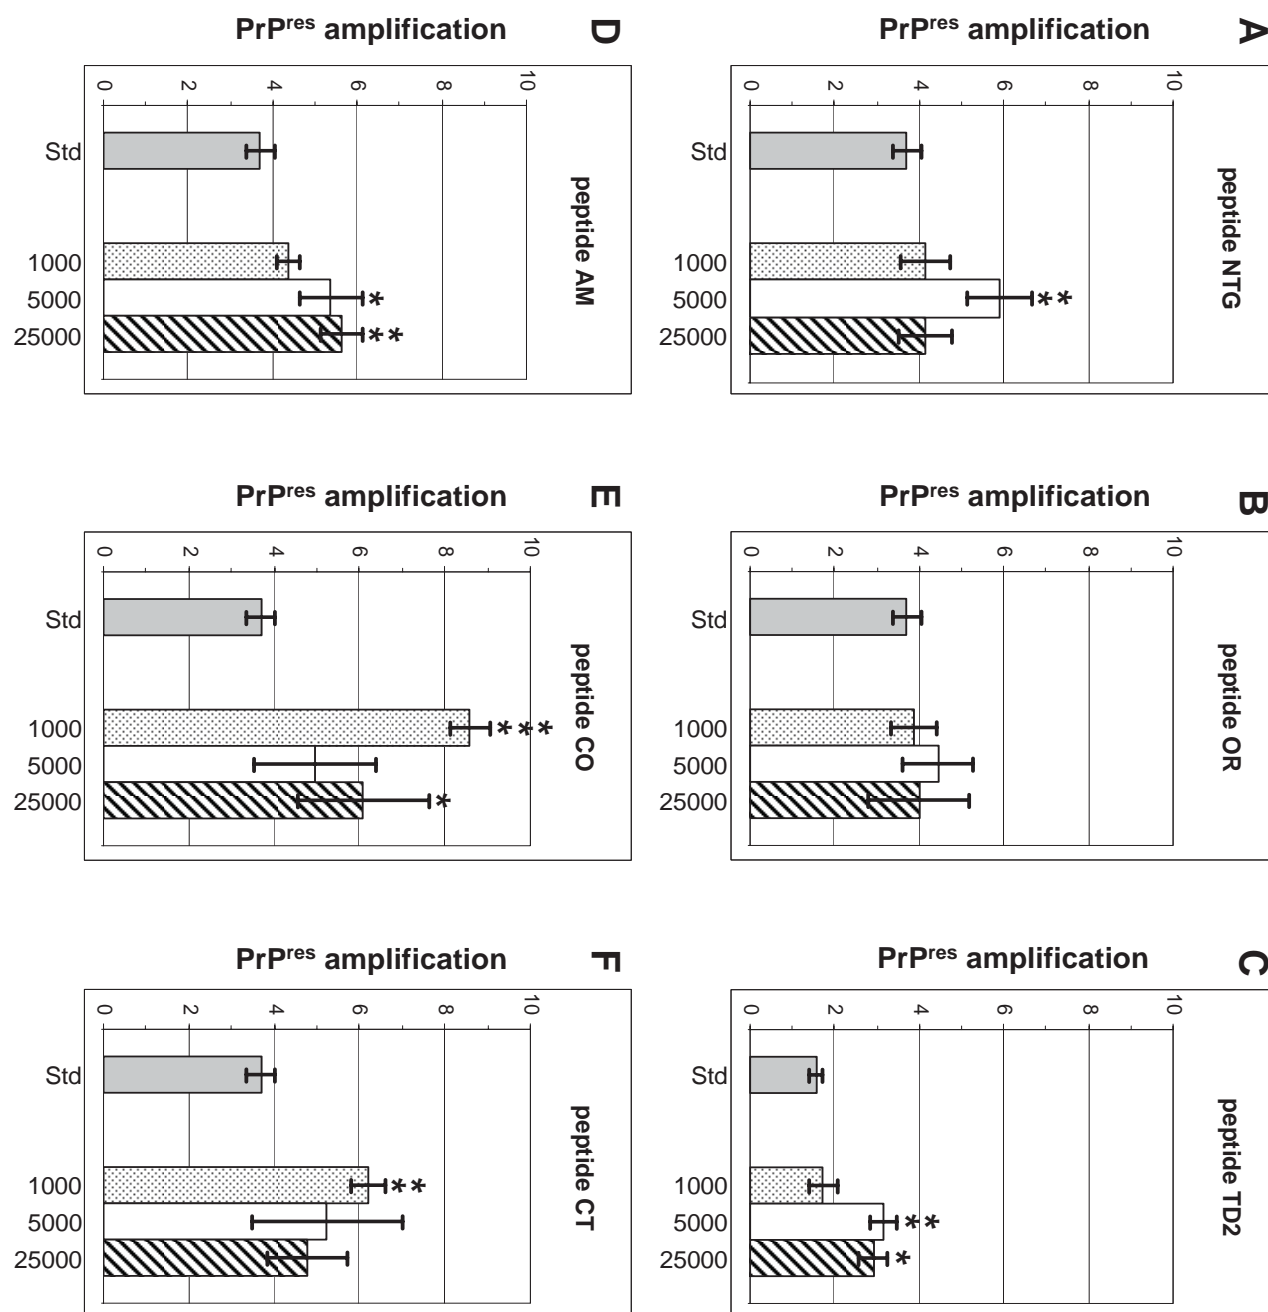 A
peptide NTG
PrPres amplification
10
8
6
4
2
0
Std
1000
5000
25000
**
B
peptide OR
PrPres amplification
10
8
6
4
2
0
Std
1000
5000
25000
C
peptide TD2
PrPres amplification
10
8
6
4
2
0
Std
1000
5000
25000
**
*
D
peptide AM
PrPres amplification
10
8
6
4
2
0
Std
1000
5000
25000
*
**
E
peptide CO
PrPres amplification
10
8
6
4
2
0
Std
1000
5000
25000
***
*
F
peptide CT
PrPres amplification
10
8
6
4
2
0
Std
1000
5000
25000
**